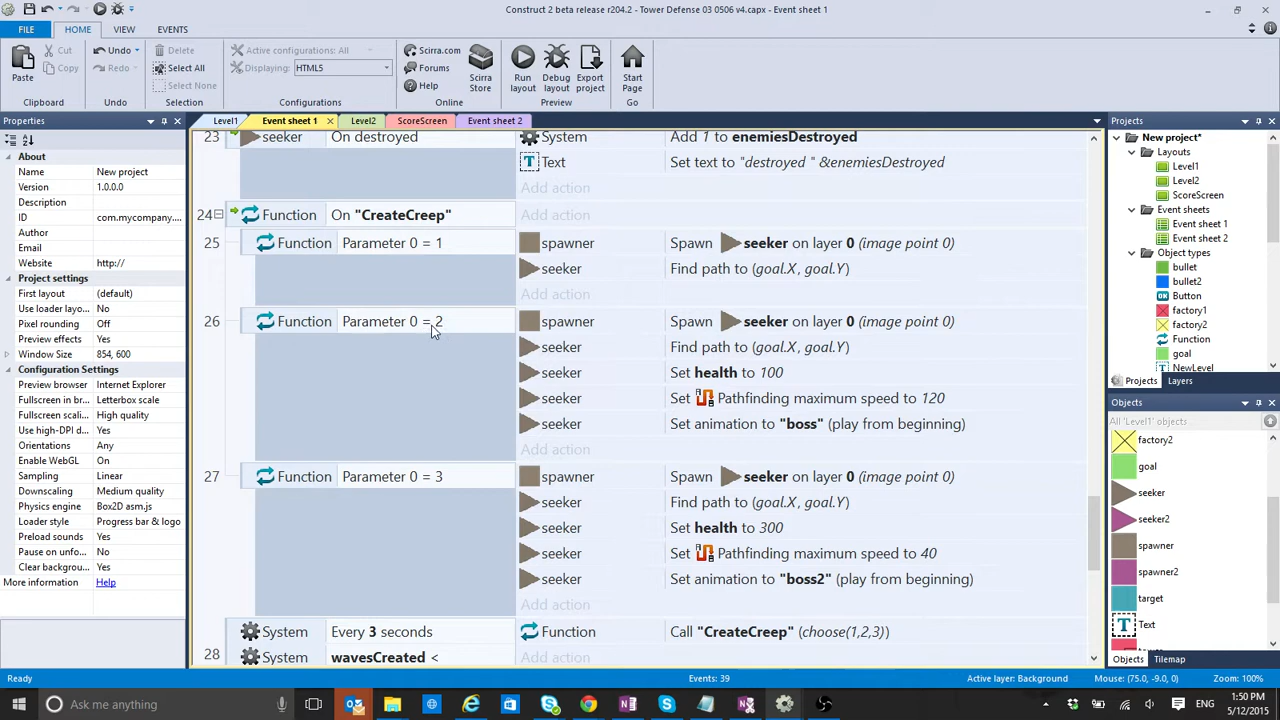 Construct 2 beta release r204.2 - Tower Defense 03 0506 v4.capx - Event sheet 1
FILE HOME VIEW EVENTS
Paste
Cut
Copy
Clipboard
Undo
Redo
Undo
Delete
Select All
Select None
Selection
Active configurations: All
Displaying: HTML5
Configurations
Scirra.com
Forums
Help
Scirra Store
Online
Run layout
Debug layout
Export project
Preview
Start Page
Go
Properties
About
Name New project
Version 1.0.0.0
Description
ID com.mycompany....
Author
Email
Website http://
Project settings
First layout (default)
Use loader layo... No
Pixel rounding Off
Preview effects Yes
Window Size 854, 600
Configuration Settings
Preview browser Internet Explorer
Fullscreen in br... Letterbox scale
Fullscreen scali... High quality
Use high-DPI d... Yes
Orientations Any
Enable WebGL On
Sampling Linear
Downscaling Medium quality
Physics engine Box2D asm.js
Loader style Progress bar & logo
Preload sounds Yes
Pause on unfo... No
Clear backgrou... Yes
More information Help
Level1 Event sheet 1 x Level2 ScoreScreen Event sheet 2
23 seeker On destroyed System Add 1 to enemiesDestroyed
T Text Set text to "destroyed " &enemiesDestroyed
Add action
24 Function On "CreateCreep" Add action
25 Function Parameter 0 = 1 spawner Spawn seeker on layer 0 (image point 0)
seeker Find path to (goal.X, goal.Y)
Add action
26 Function Parameter 0 = 2 spawner Spawn seeker on layer 0 (image point 0)
seeker Find path to (goal.X, goal.Y)
seeker Set health to 100
seeker Set Pathfinding maximum speed to 120
seeker Set animation to "boss" (play from beginning)
Add action
27 Function Parameter 0 = 3 spawner Spawn seeker on layer 0 (image point 0)
seeker Find path to (goal.X, goal.Y)
seeker Set health to 300
seeker Set Pathfinding maximum speed to 40
seeker Set animation to "boss2" (play from beginning)
Add action
System Every 3 seconds Function Call "CreateCreep" (choose(1,2,3))
28 System wavesCreated < Add action
Projects
New project*
Layouts
Level1
Level2
ScoreScreen
Event sheets
Event sheet 1
Event sheet 2
Object types
bullet
bullet2
OK Button
factory1
factory2
Function
goal
T NewLevel
Projects Layers
Objects
All 'Level1' objects
factory2
goal
seeker
seeker2
spawner
spawner2
target
T Text
Objects Tilemap
Ready Events: 39 Active layer: Background Mouse: (75.0, -9.0, 0) Zoom: 100%
Ask me anything
1:50 PM
5/12/2015